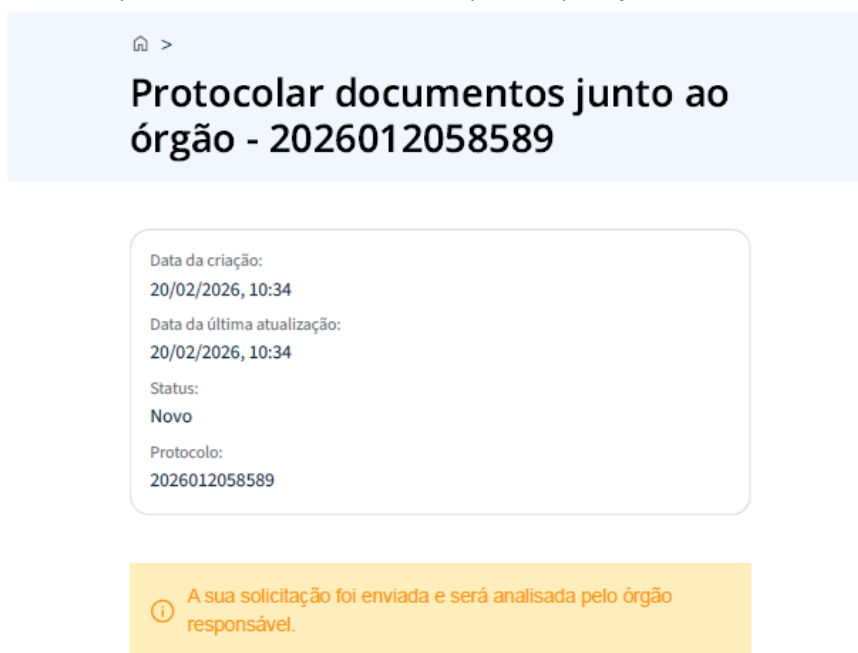 >
Protocolar documentos junto ao
órgão - 2026012058589
Data da criação:
20/02/2026, 10:34
Data da última atualização:
20/02/2026, 10:34
Status:
Novo
Protocolo:
2026012058589
A sua solicitação foi enviada e será analisada pelo órgão
responsável.